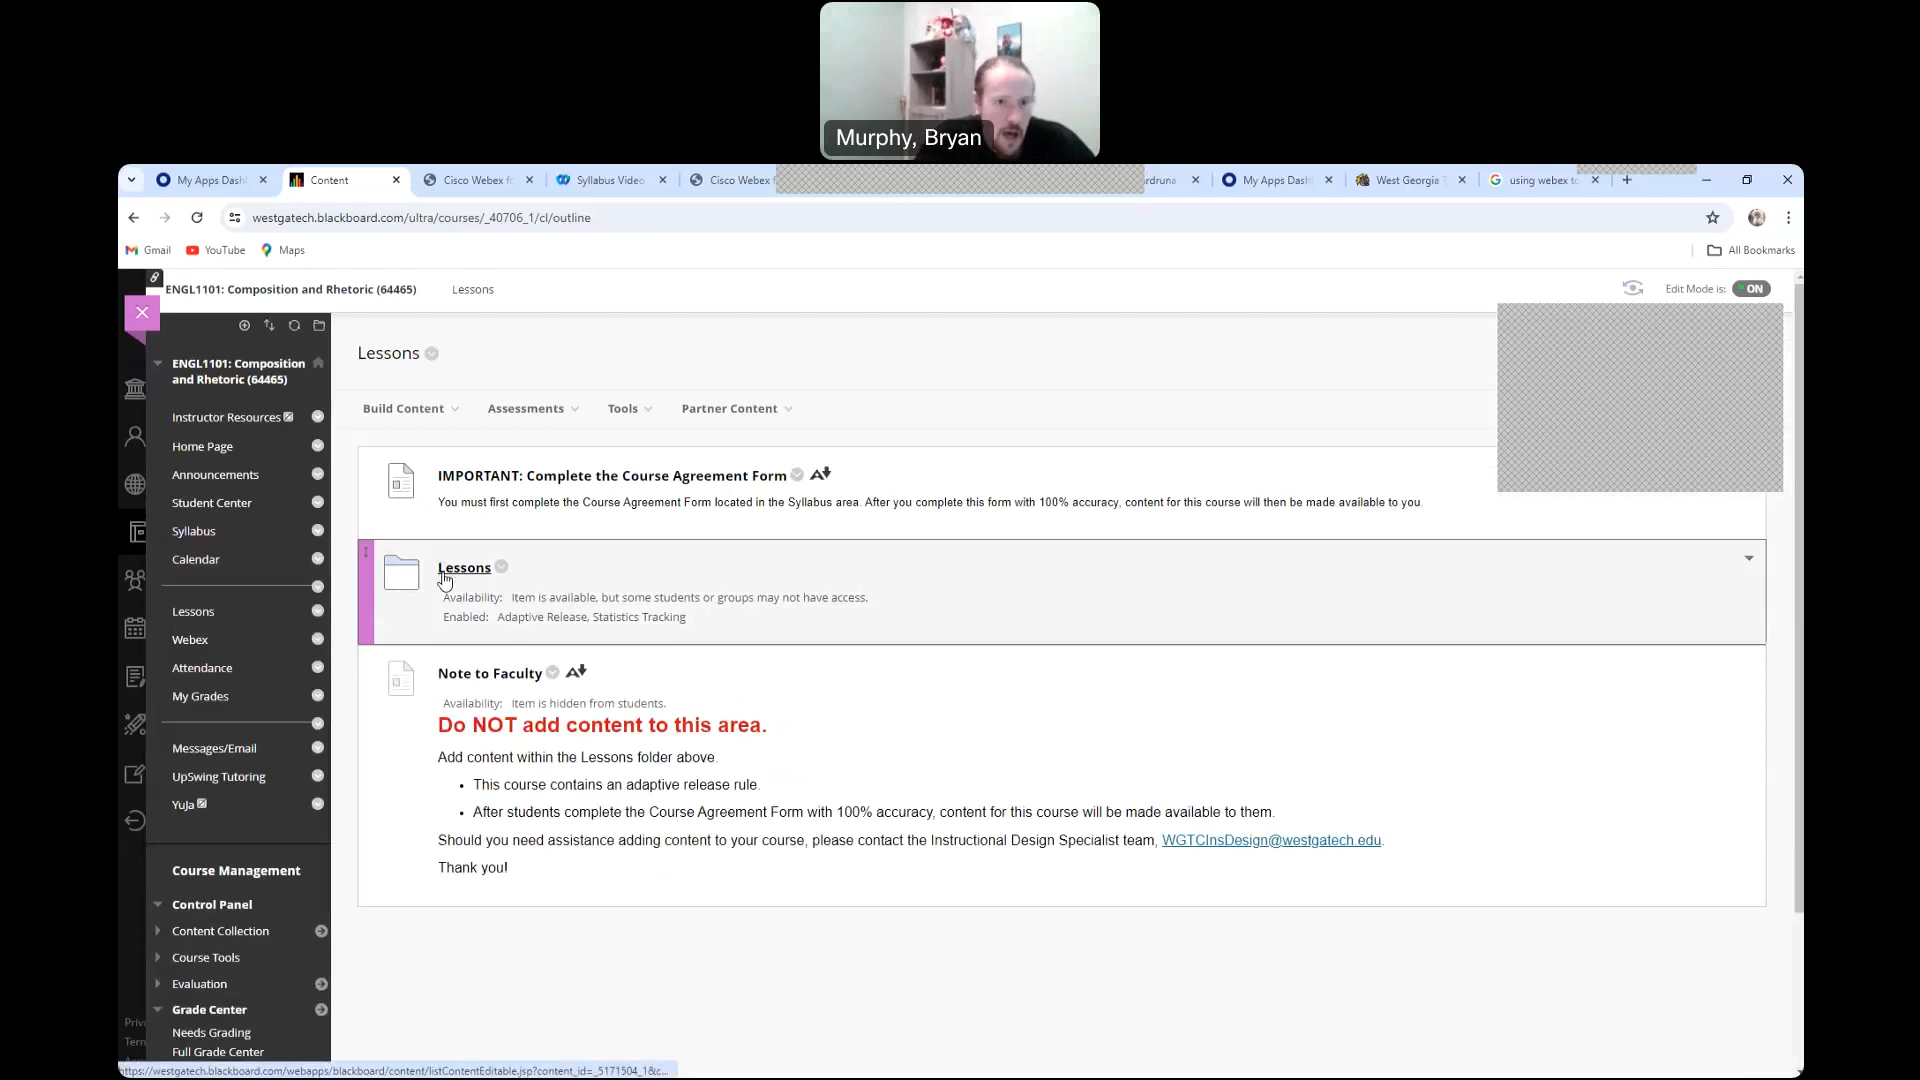 Murphy, Bryan
My Apps Dash
Content
Cisco Webex fo
Syllabus Video
Cisco Webex f
rdruna
My Apps Dash
West Georgia T
using webex to
westgatech.blackboard.com/ultra/courses/_40706_1/cl/outline
Gmail
YouTube
Maps
All Bookmarks
ENGL1101: Composition and Rhetoric (64465)
Lessons
Edit Mode is:
ON
ENGL1101: Composition
and Rhetoric (64465)
Instructor Resources
Home Page
Announcements
Student Center
Syllabus
Calendar
Lessons
Webex
Attendance
My Grades
Messages/Email
UpSwing Tutoring
YuJa
Course Management
Control Panel
Content Collection
Course Tools
Evaluation
Grade Center
Needs Grading
Full Grade Center
Priv
Tern
Lessons
Build Content
Assessments
Tools
Partner Content
IMPORTANT: Complete the Course Agreement Form
You must first complete the Course Agreement Form located in the Syllabus area. After you complete this form with 100% accuracy, content for this course will then be made available to you.
Lessons
Availability: Item is available, but some students or groups may not have access.
Enabled: Adaptive Release, Statistics Tracking
Note to Faculty
Availability: Item is hidden from students.
Do NOT add content to this area.
Add content within the Lessons folder above.
• This course contains an adaptive release rule.
• After students complete the Course Agreement Form with 100% accuracy, content for this course will be made available to them.
Should you need assistance adding content to your course, please contact the Instructional Design Specialist team, WGTCInsDesign@westgatech.edu.
Thank you!
https://westgatech.blackboard.com/webapps/blackboard/content/listContentEditable.jsp?content_id=_5171504_1&c...